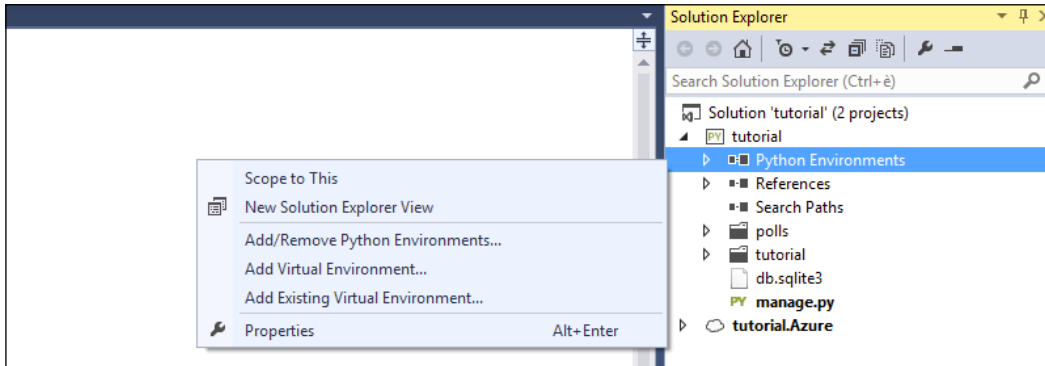 Solution Explorer
Search Solution Explorer (Ctrl+è)
Solution 'tutorial' (2 projects)
PY tutorial
Python Environments
References
Search Paths
polls
tutorial
db.sqlite3
PY manage.py
tutorial.Azure
Scope to This
New Solution Explorer View
Add/Remove Python Environments...
Add Virtual Environment...
Add Existing Virtual Environment...
Properties Alt+Enter